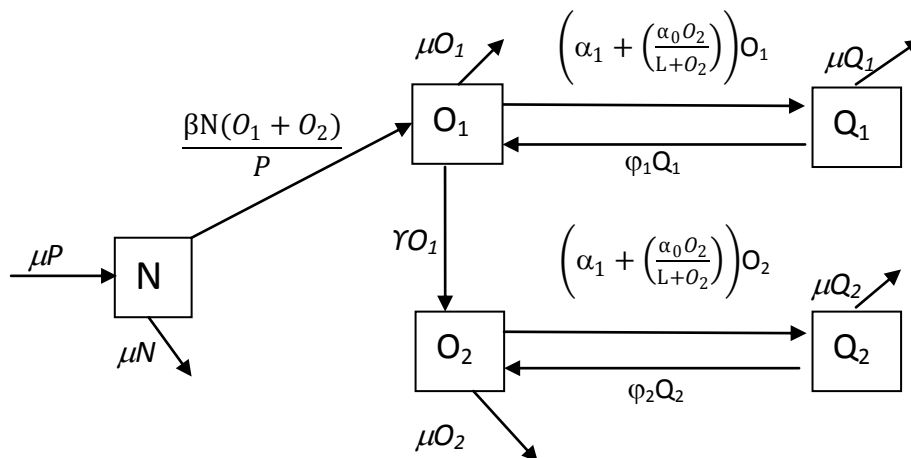 μO₁
(α₁ + (α₀O₂ / L+O₂))O₁
μQ₁
O₁
Q₁
φ₁Q₁
βN(O₁ + O₂) / P
μP
N
μN
ϒO₁
(α₁ + (α₀O₂ / L+O₂))O₂
μQ₂
O₂
Q₂
φ₂Q₂
μO₂